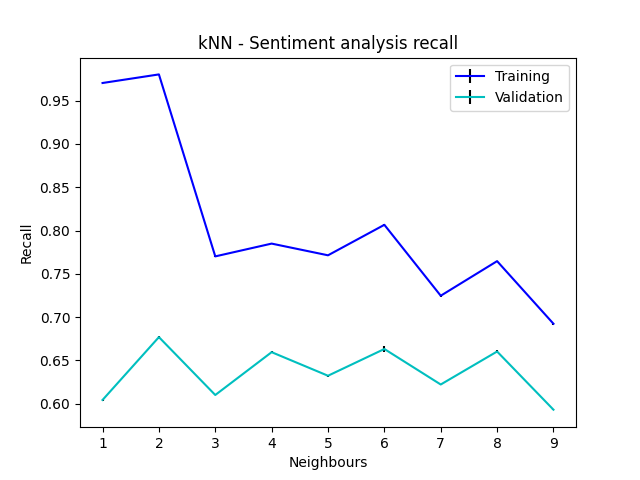 kNN - Sentiment analysis recall
Training
Validation
Recall
0.95
0.90
0.85
0.80
0.75
0.70
0.65
0.60
1 2 3 4 5 6 7 8 9
Neighbours